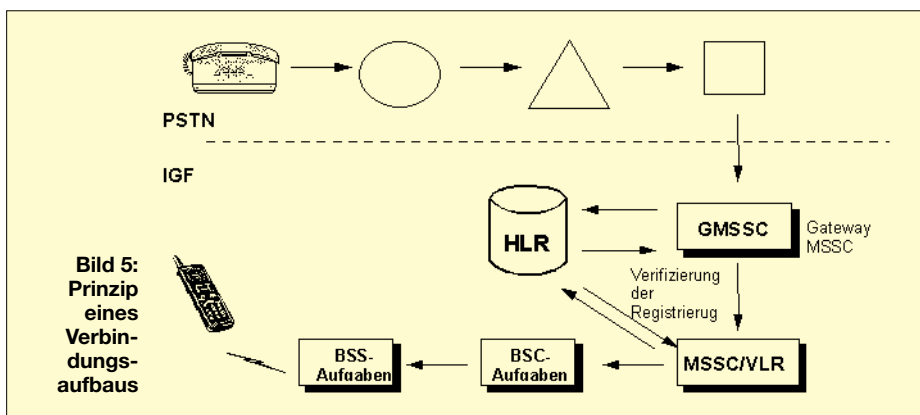 PSTN
IGF
HLR
GMSSC
Gateway
MSSC
Verifizierung
der
Registrierug
Bild 5:
Prinzip
eines
Verbin-
dungs-
aufbaus
BSS-
Aufgaben
BSC-
Aufgaben
MSSC/VLR